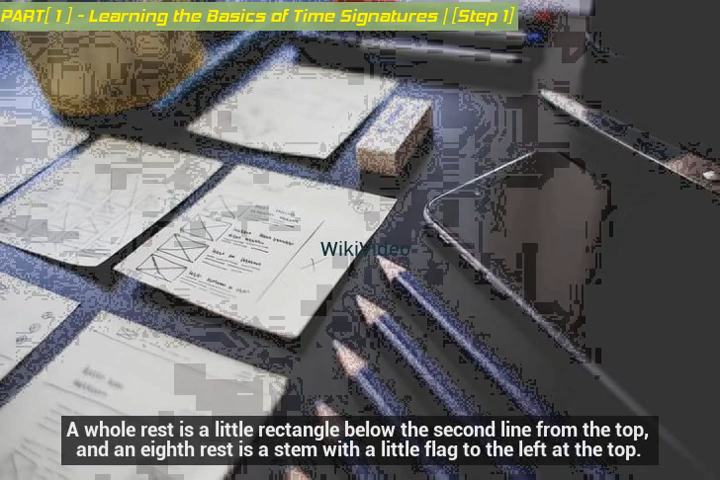 PART[ 1 ] - Learning the Basics of Time Signatures | [Step 1]
WikiVideo
A whole rest is a little rectangle below the second line from the top,
and an eighth rest is a stem with a little flag to the left at the top.